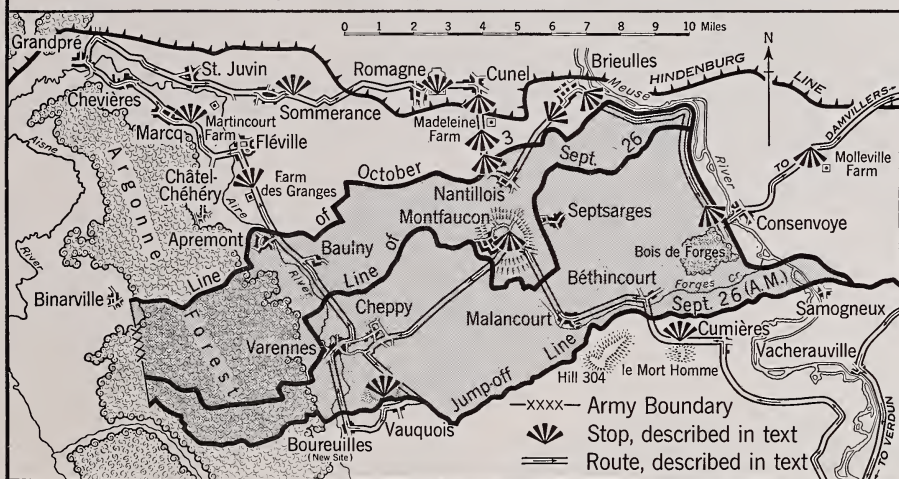 0 1 2 3 4 5 6 7 8 9 10 Miles
N
Grandpré
St. Juvin
Romagne
Cunel
Brieulles
Meuse
HINDENBURG
LINE
Chevières
Sommerance
Marcq
Martincourt
Farm
Madeleine
Farm
TO DAMVILLERS
Aisne
Fléville
Molleville
Farm
Argonne
Châtel-
Chéhéry
Farm
des Granges
Line of October 3
Sept. 26
River
Aire
Nantillois
Montfaucon
Septsarges
Consenvoye
Apremont
Baulny
Line of
Bois de Forges
River
River
Béthincourt
Forges Cr
Binarville
Cheppy
Sept. 26 (A.M.)
Samogneux
Forest
Malancourt
Cumières
Varennes
Jump-off Line
Vacherauville
Hill 304
le Mort Homme
XXXX Army Boundary
Stop, described in text
Vauquois
Boureuilles
(New Site)
Route, described in text
TO VERDUN